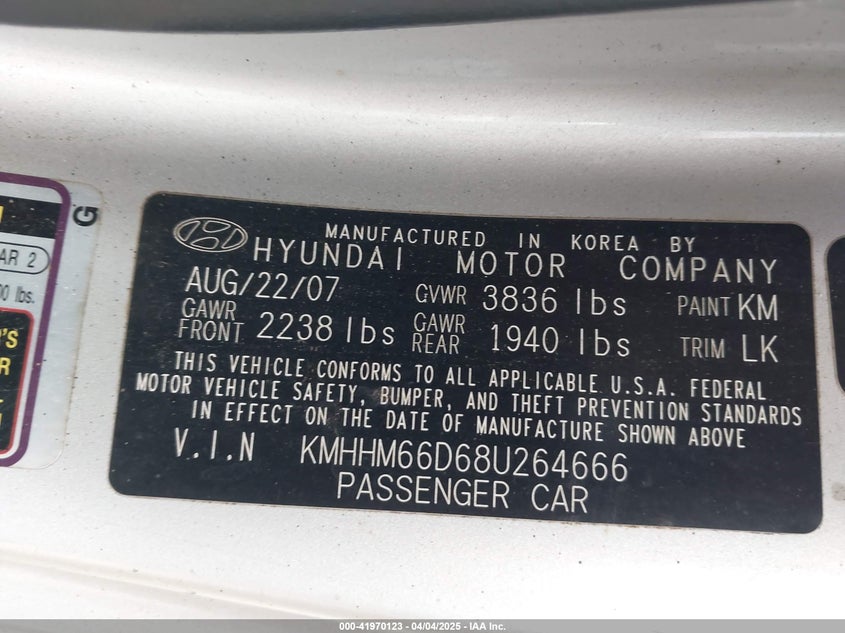 G
AR 2
lbs.
MANUFACTURED IN KOREA BY
HYUNDAI MOTOR COMPANY
AUG/22/07 GVWR 3836 lbs PAINT KM
GAWR FRONT 2238 lbs GAWR REAR 1940 lbs TRIM LK
THIS VEHICLE CONFORMS TO ALL APPLICABLE U.S.A. FEDERAL
MOTOR VEHICLE SAFETY, BUMPER, AND THEFT PREVENTION STANDARDS
IN EFFECT ON THE DATE OF MANUFACTURE SHOWN ABOVE
V.I.N KMHHM66D68U264666
PASSENGER CAR
000-41970123 - 04/04/2025 - IAA Inc.